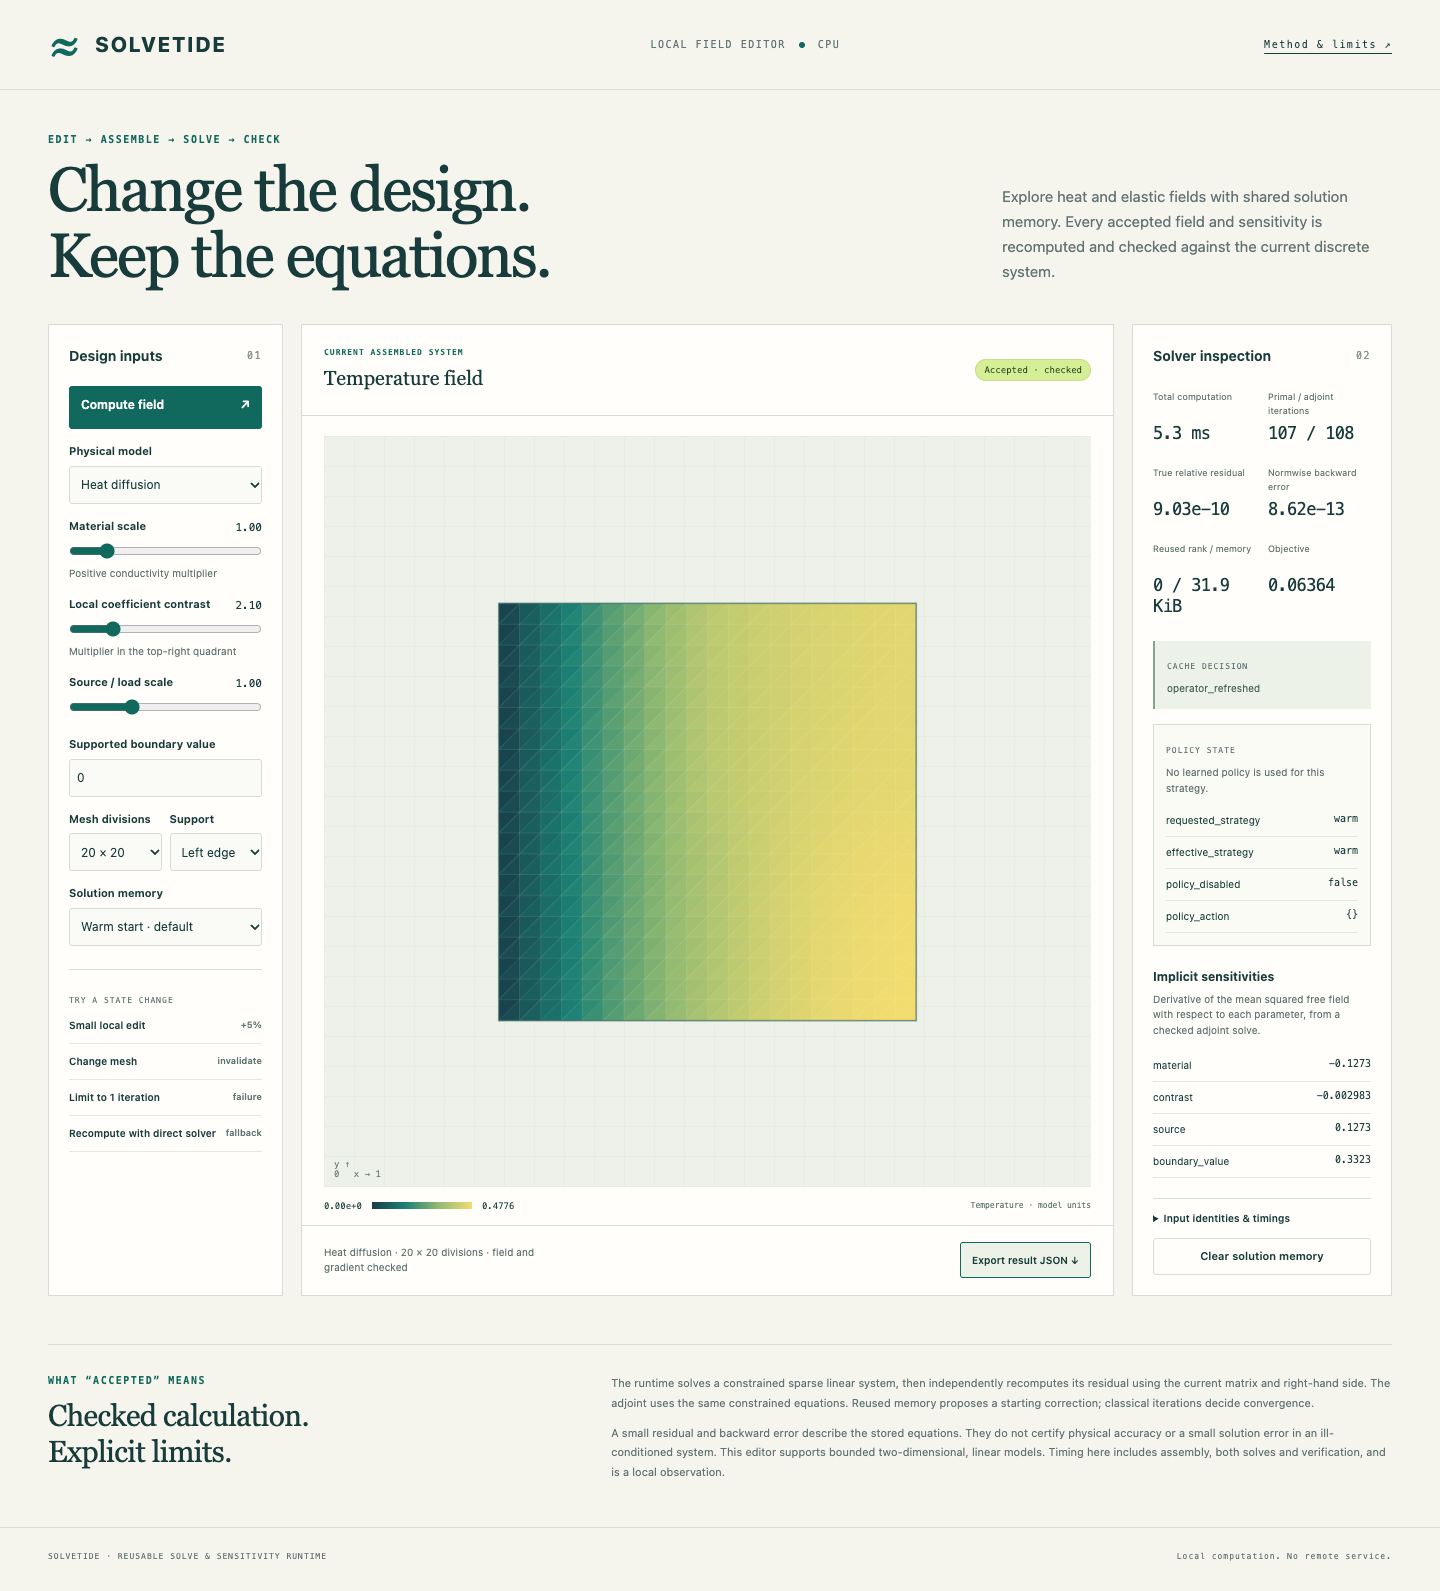 SOLVETIDE
LOCAL FIELD EDITOR ● CPU
Method & limits ↗
EDIT → ASSEMBLE → SOLVE → CHECK
Change the design.
Keep the equations.
Explore heat and elastic fields with shared solution
memory. Every accepted field and sensitivity is
recomputed and checked against the current discrete
system.
Design inputs 01
Compute field ↗
Physical model
Heat diffusion
Material scale 1.00
Positive conductivity multiplier
Local coefficient contrast 2.10
Multiplier in the top-right quadrant
Source / load scale 1.00
Supported boundary value
0
Mesh divisions Support
20 × 20 Left edge
Solution memory
Warm start · default
TRY A STATE CHANGE
Small local edit +5%
Change mesh invalidate
Limit to 1 iteration failure
Recompute with direct solver fallback
CURRENT ASSEMBLED SYSTEM
Temperature field
Accepted · checked
y ↑
0 x → 1
0.00e+0 0.4776
Temperature · model units
Heat diffusion · 20 × 20 divisions · field and
gradient checked
Export result JSON ↓
Solver inspection 02
Total computation
5.3 ms
Primal / adjoint
iterations
107 / 108
True relative residual
9.03e−10
Normwise backward
error
8.62e−13
Reused rank / memory
0 / 31.9
KiB
Objective
0.06364
CACHE DECISION
operator_refreshed
POLICY STATE
No learned policy is used for this
strategy.
requested_strategy warm
effective_strategy warm
policy_disabled false
policy_action {}
Implicit sensitivities
Derivative of the mean squared free field
with respect to each parameter, from a
checked adjoint solve.
material −0.1273
contrast −0.002983
source 0.1273
boundary_value 0.3323
▶ Input identities & timings
Clear solution memory
WHAT “ACCEPTED” MEANS
Checked calculation.
Explicit limits.
The runtime solves a constrained sparse linear system, then independently recomputes its residual using the current matrix and right-hand side. The
adjoint uses the same constrained equations. Reused memory proposes a starting correction; classical iterations decide convergence.
A small residual and backward error describe the stored equations. They do not certify physical accuracy or a small solution error in an ill-
conditioned system. This editor supports bounded two-dimensional, linear models. Timing here includes assembly, both solves and verification, and
is a local observation.
SOLVETIDE · REUSABLE SOLVE & SENSITIVITY RUNTIME
Local computation. No remote service.